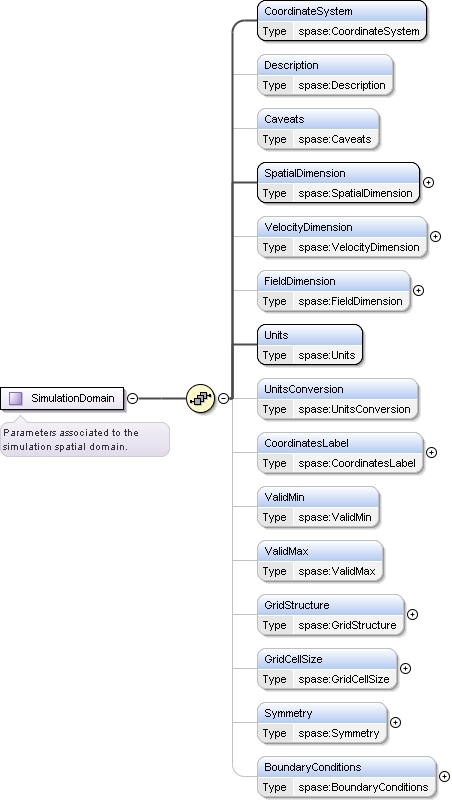 CoordinateSystem
Type spase:CoordinateSystem
Description
Type spase:Description
Caveats
Type spase:Caveats
SpatialDimension
Type spase:SpatialDimension
VelocityDimension
Type spase:VelocityDimension
FieldDimension
Type spase:FieldDimension
Units
Type spase:Units
SimulationDomain
Parameters associated to the
simulation spatial domain.
UnitsConversion
Type spase:UnitsConversion
CoordinatesLabel
Type spase:CoordinatesLabel
ValidMin
Type spase:ValidMin
ValidMax
Type spase:ValidMax
GridStructure
Type spase:GridStructure
GridCellSize
Type spase:GridCellSize
Symmetry
Type spase:Symmetry
BoundaryConditions
Type spase:BoundaryConditions